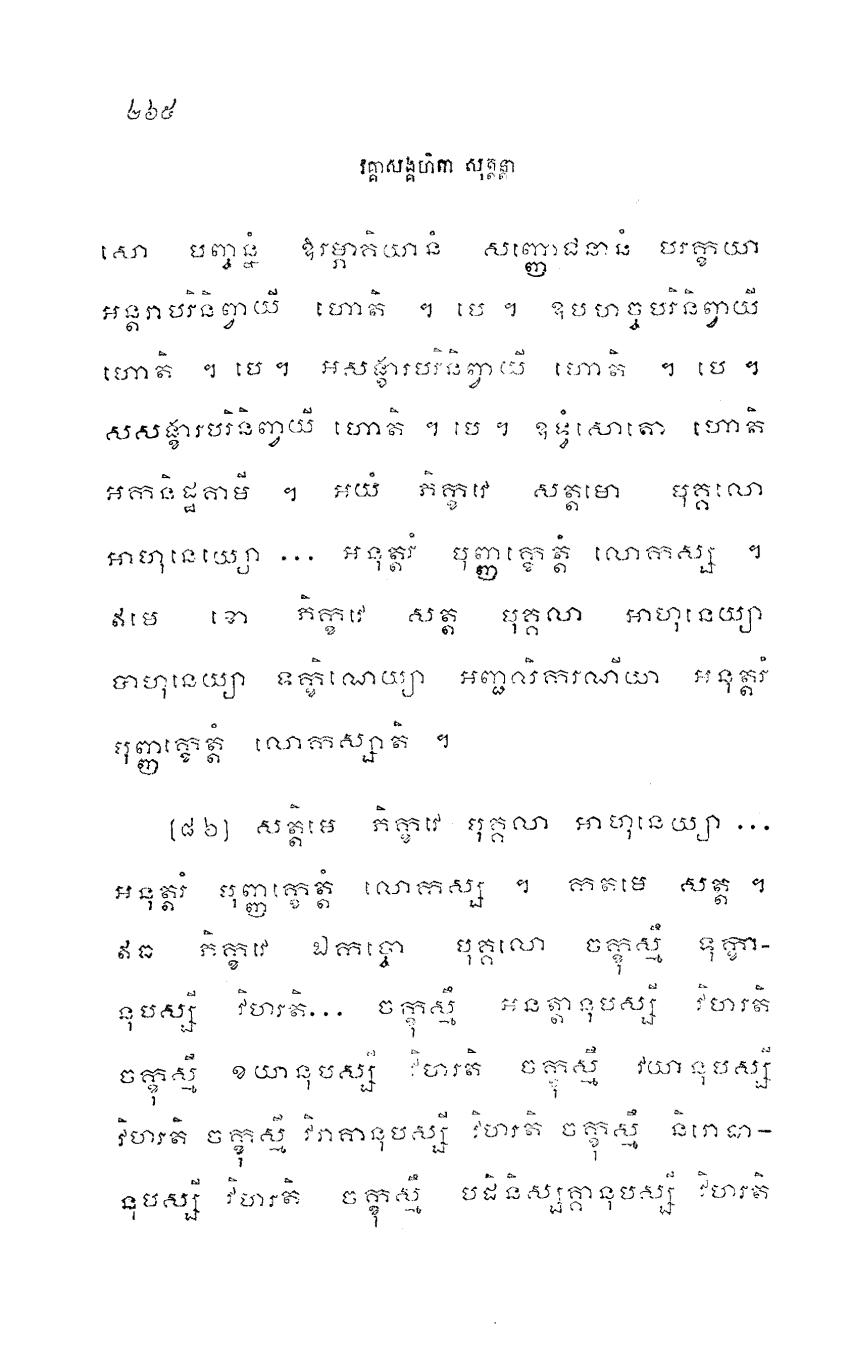 ២៦៥
វគ្គាសង្គហិតា សុត្តន្តា
សោ បញ្ចន្នំ ឱរម្ភាគិយានំ សញ្ញោជនានំ បរិក្ខយា
អន្តរាបរិនិព្វាយី ហោតិ ។ បេ ។ ឧបហច្ចបរិនិព្វាយី
ហោតិ ។ បេ ។ អសង្ខារបរិនិព្វាយី ហោតិ ។ បេ ។
សសង្ខារបរិនិព្វាយី ហោតិ ។ បេ ។ ឧទ្ធំសោតោ ហោតិ
អកនិដ្ឋគាមី ។ អយំ ភិក្ខវេ សត្តមោ បុគ្គលោ
អាហុនេយ្យោ ... អនុត្តរំ បុញ្ញក្ខេត្តំ លោកស្ស ។
ឥមេ ខោ ភិក្ខវេ សត្ត បុគ្គលា អាហុនេយ្យា
បាហុនេយ្យា ទក្ខិណេយ្យា អញ្ជលិករណីយា អនុត្តរំ
បុញ្ញក្ខេត្តំ លោកស្សាតិ ។
[៨៦] សត្តិមេ ភិក្ខវេ បុគ្គលា អាហុនេយ្យា ...
អនុត្តរំ បុញ្ញក្ខេត្តំ លោកស្ស ។ កតមេ សត្ត ។
ឥធ ភិក្ខវេ ឯកច្ចោ បុគ្គលោ ចក្ខុស្មឹ ទុក្ខា-
នុបស្សី វិហរតិ... ចក្ខុស្មឹ អនត្តានុបស្សី វិហរតិ
ចក្ខុស្មឹ ខយានុបស្សី វិហរតិ ចក្ខុស្មឹ វយានុបស្សី
វិហរតិ ចក្ខុស្មឹ វិរាគានុបស្សី វិហរតិ ចក្ខុស្មឹ និរោធា-
នុបស្សី វិហរតិ ចក្ខុស្មឹ បដិនិស្សគ្គានុបស្សី វិហរតិ